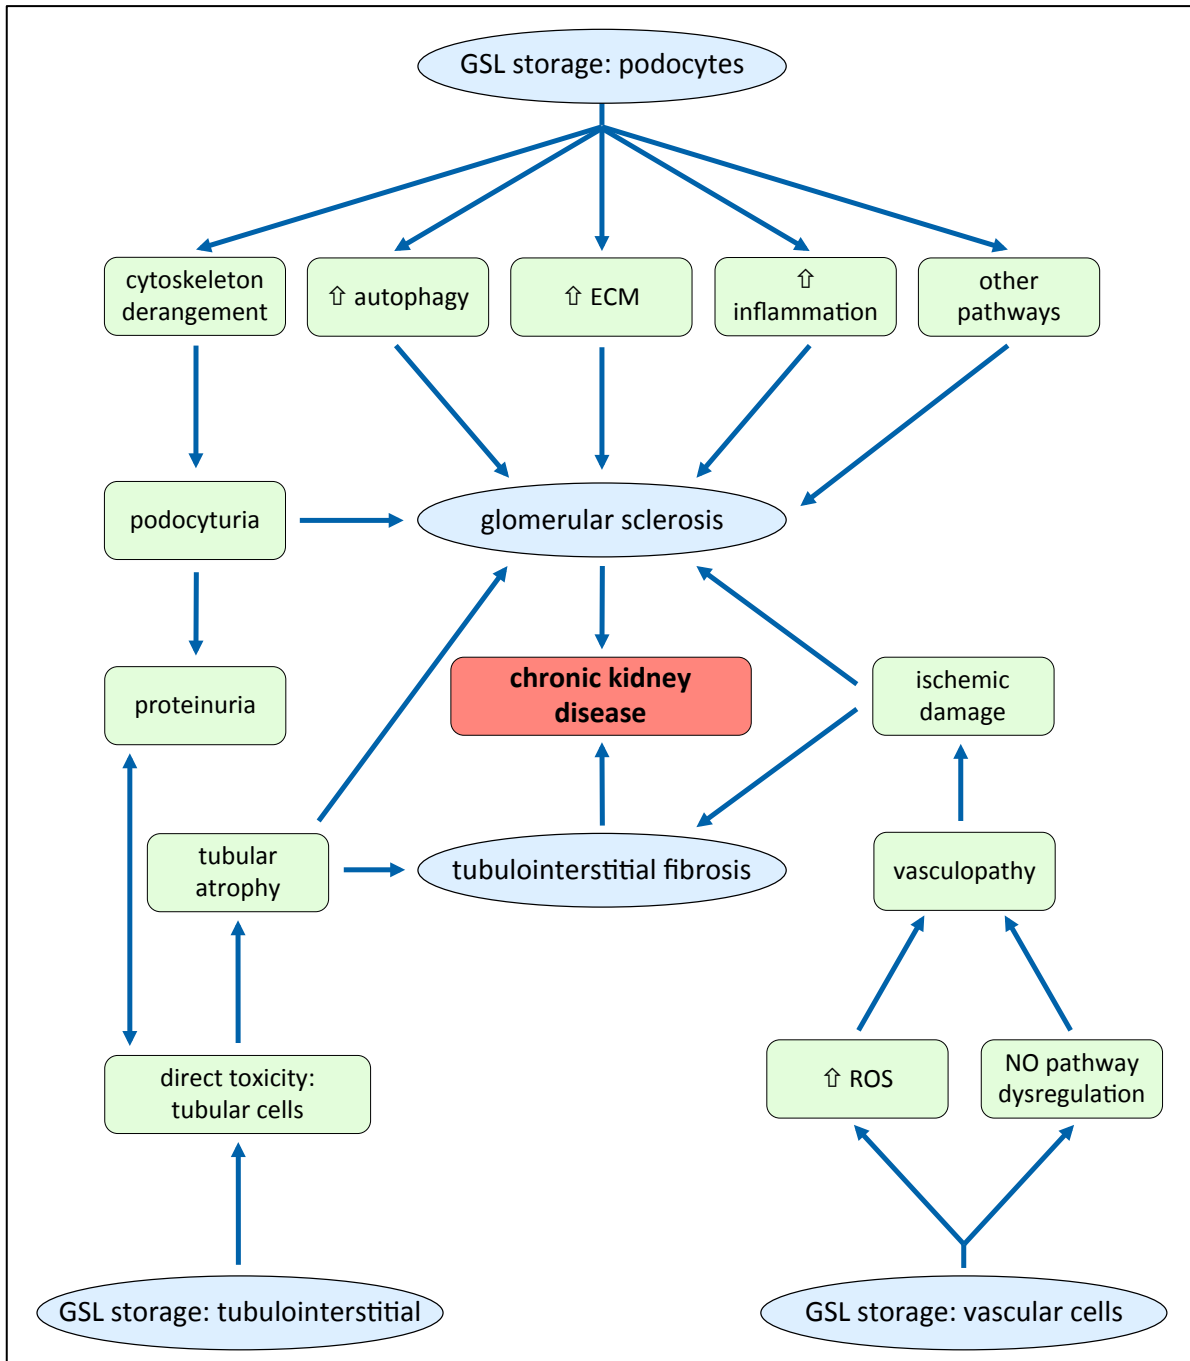 GSL storage: podocytes
cytoskeleton
derangement
⇧ autophagy
⇧ ECM
⇧
inflammation
other
pathways
podocyturia
glomerular sclerosis
proteinuria
chronic kidney
disease
ischemic
damage
tubular
atrophy
tubulointerstitial fibrosis
vasculopathy
direct toxicity:
tubular cells
⇧ ROS
NO pathway
dysregulation
GSL storage: tubulointerstitial
GSL storage: vascular cells